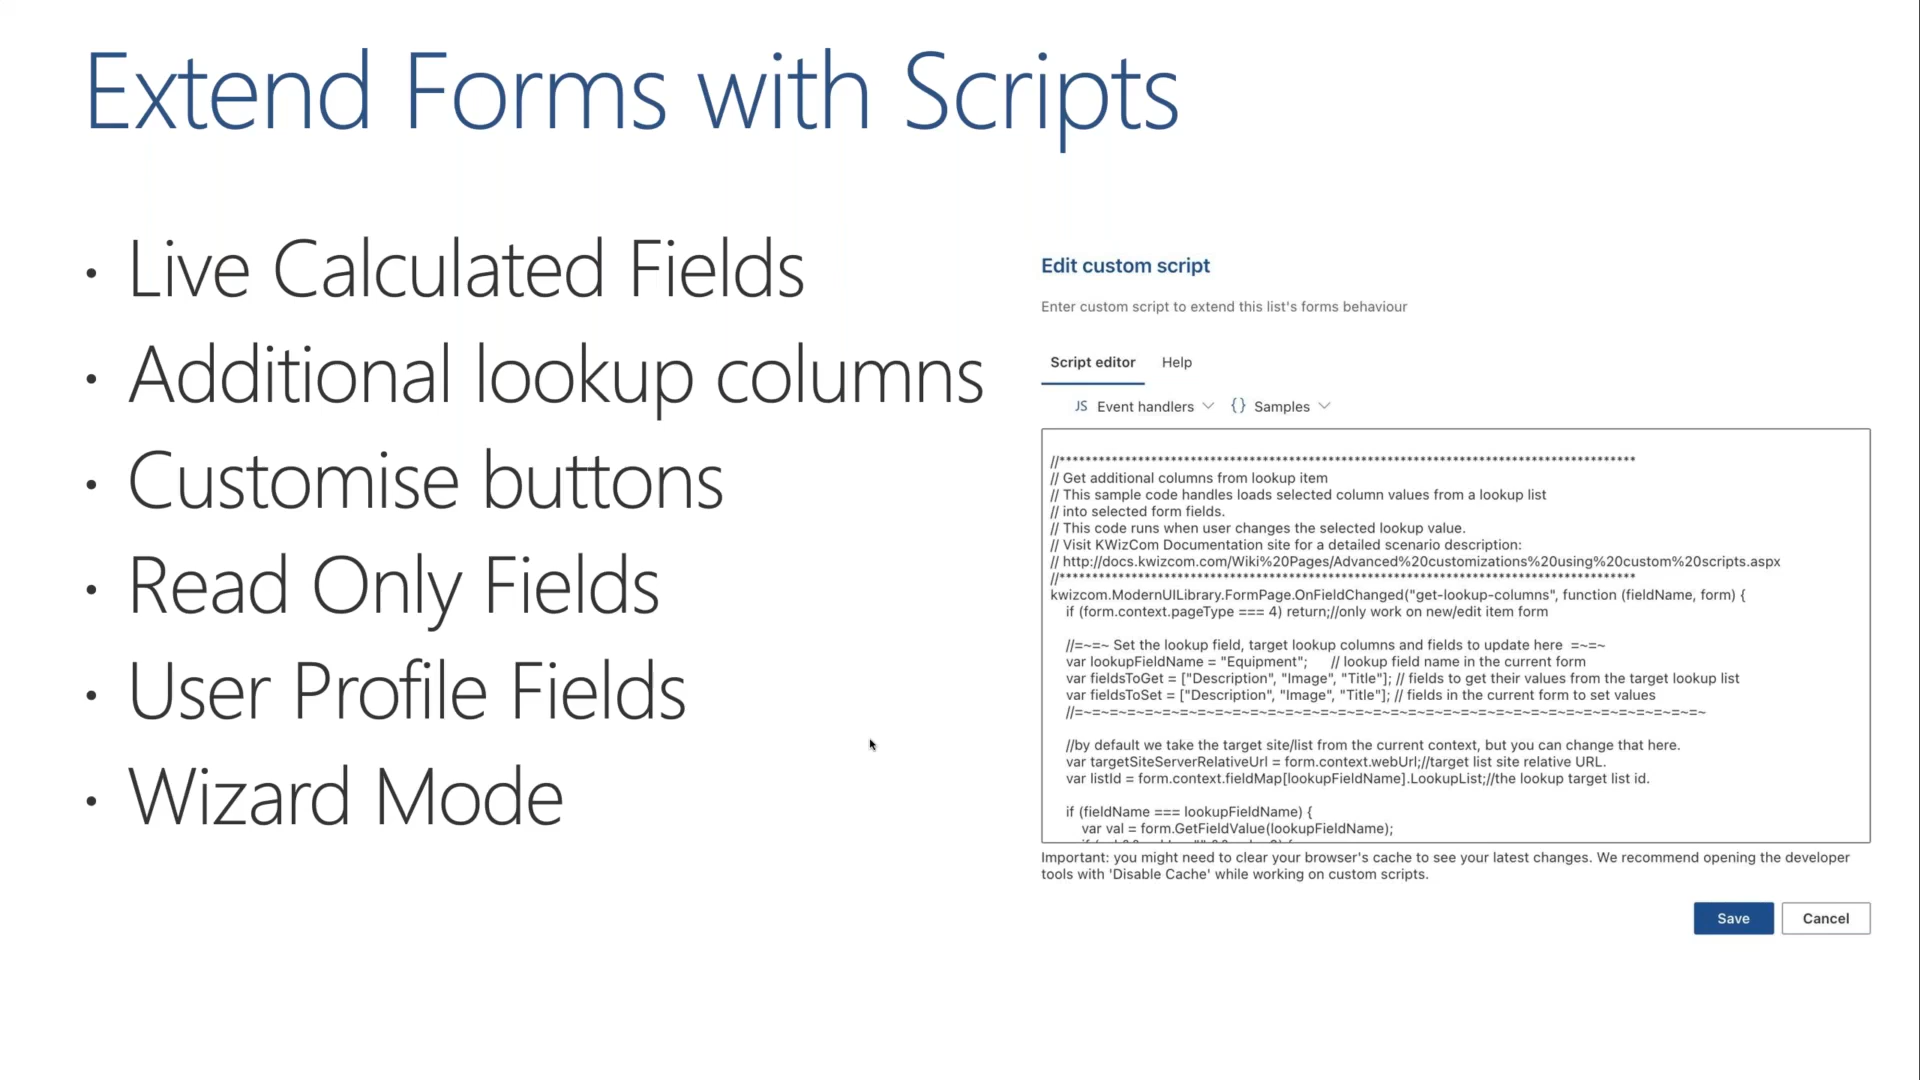 Extend Forms with Scripts
• Live Calculated Fields
• Additional lookup columns
• Customise buttons
• Read Only Fields
• User Profile Fields
• Wizard Mode
Edit custom script
Enter custom script to extend this list's forms behaviour
Script editor Help
JS Event handlers {} Samples
//********************************************************************************
// Get additional columns from lookup item
// This sample code handles loads selected column values from a lookup list
// into selected form fields.
// This code runs when user changes the selected lookup value.
// Visit KWizCom Documentation site for a detailed scenario description:
// http://docs.kwizcom.com/Wiki%20Pages/Advanced%20customizations%20using%20custom%20scripts.aspx
//********************************************************************************
kwizcom.ModernUILibrary.FormPage.OnFieldChanged("get-lookup-columns", function (fieldName, form) {
if (form.context.pageType === 4) return;//only work on new/edit item form
//=~=~ Set the lookup field, target lookup columns and fields to update here =~=~
var lookupFieldName = "Equipment"; // lookup field name in the current form
var fieldsToGet = ["Description", "Image", "Title"]; // fields to get their values from the target lookup list
var fieldsToSet = ["Description", "Image", "Title"]; // fields in the current form to set values
//=~=~=~=~=~=~=~=~=~=~=~=~=~=~=~=~=~=~=~=~=~=~=~=~=~=~=~=~=~=~=~=~=~=~=~=~
//by default we take the target site/list from the current context, but you can change that here.
var targetSiteServerRelativeUrl = form.context.webUrl;//target list site relative URL.
var listId = form.context.fieldMap[lookupFieldName].LookupList;//the lookup target list id.
if (fieldName === lookupFieldName) {
var val = form.GetFieldValue(lookupFieldName);
Important: you might need to clear your browser's cache to see your latest changes. We recommend opening the developer
tools with 'Disable Cache' while working on custom scripts.
Save Cancel